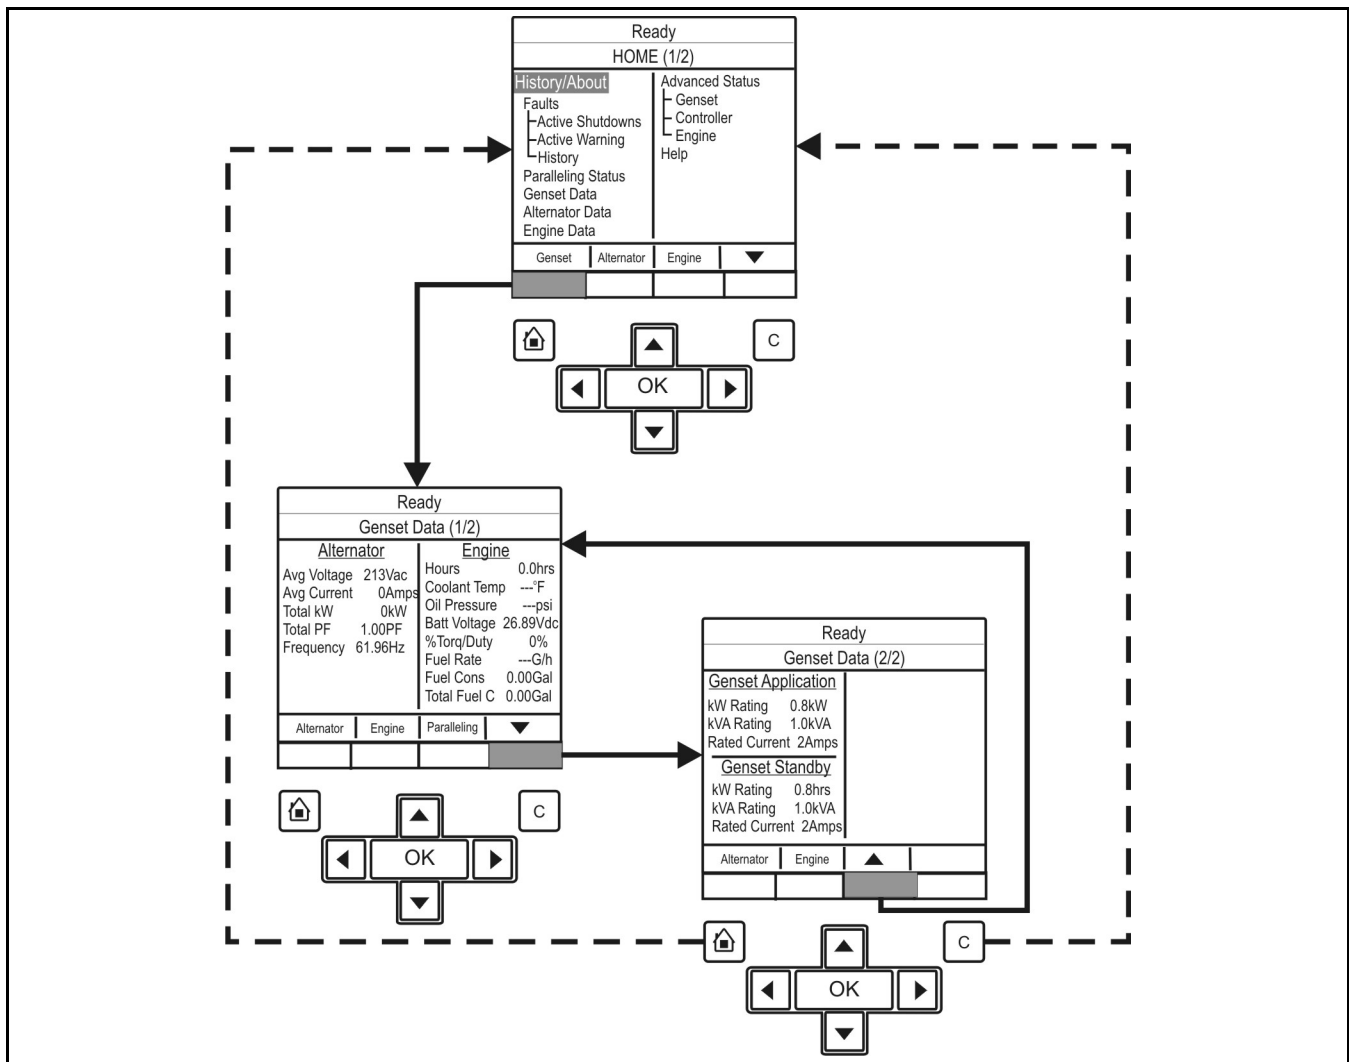 Ready
HOME (1/2)
History/About
Faults
Active Shutdowns
Active Warning
History
Paralleling Status
Genset Data
Alternator Data
Engine Data
Advanced Status
Genset
Controller
Engine
Help
Genset Alternator Engine ▼
C
OK
Ready
Genset Data (1/2)
Alternator
Avg Voltage 213Vac
Avg Current 0Amps
Total kW 0kW
Total PF 1.00PF
Frequency 61.96Hz
Engine
Hours 0.0hrs
Coolant Temp ---°F
Oil Pressure ---psi
Batt Voltage 26.89Vdc
%Torq/Duty 0%
Fuel Rate ---G/h
Fuel Cons 0.00Gal
Total Fuel C 0.00Gal
Alternator Engine Paralleling ▼
C
OK
Ready
Genset Data (2/2)
Genset Application
kW Rating 0.8kW
kVA Rating 1.0kVA
Rated Current 2Amps
Genset Standby
kW Rating 0.8hrs
kVA Rating 1.0kVA
Rated Current 2Amps
Alternator Engine ▲
C
OK